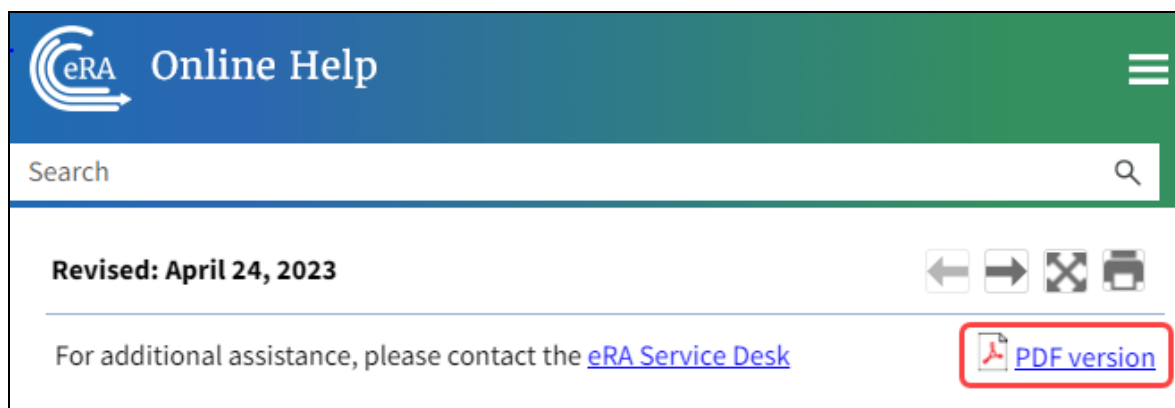 eRA Online Help
Search
Revised: April 24, 2023
For additional assistance, please contact the eRA Service Desk PDF version